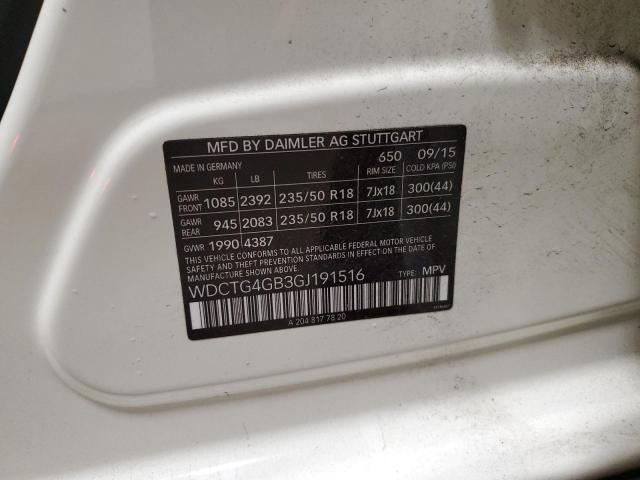 MFD BY DAIMLER AG STUTTGART
MADE IN GERMANY 650 09/15
KG LB TIRES RIM SIZE COLD KPA (PSI)
GAWR FRONT 1085 2392 235/50 R18 7Jx18 300(44)
GAWR REAR 945 2083 235/50 R18 7Jx18 300(44)
GVWR 1990 4387
THIS VEHICLE CONFORMS TO ALL APPLICABLE FEDERAL MOTOR VEHICLE
SAFETY, BUMPER, AND THEFT PREVENTION STANDARDS IN EFFECT ON THE DATE OF
MANUFACTURE SHOWN ABOVE.
WDCTG4GB3GJ191516 TYPE: MPV
A 204 817 78 20